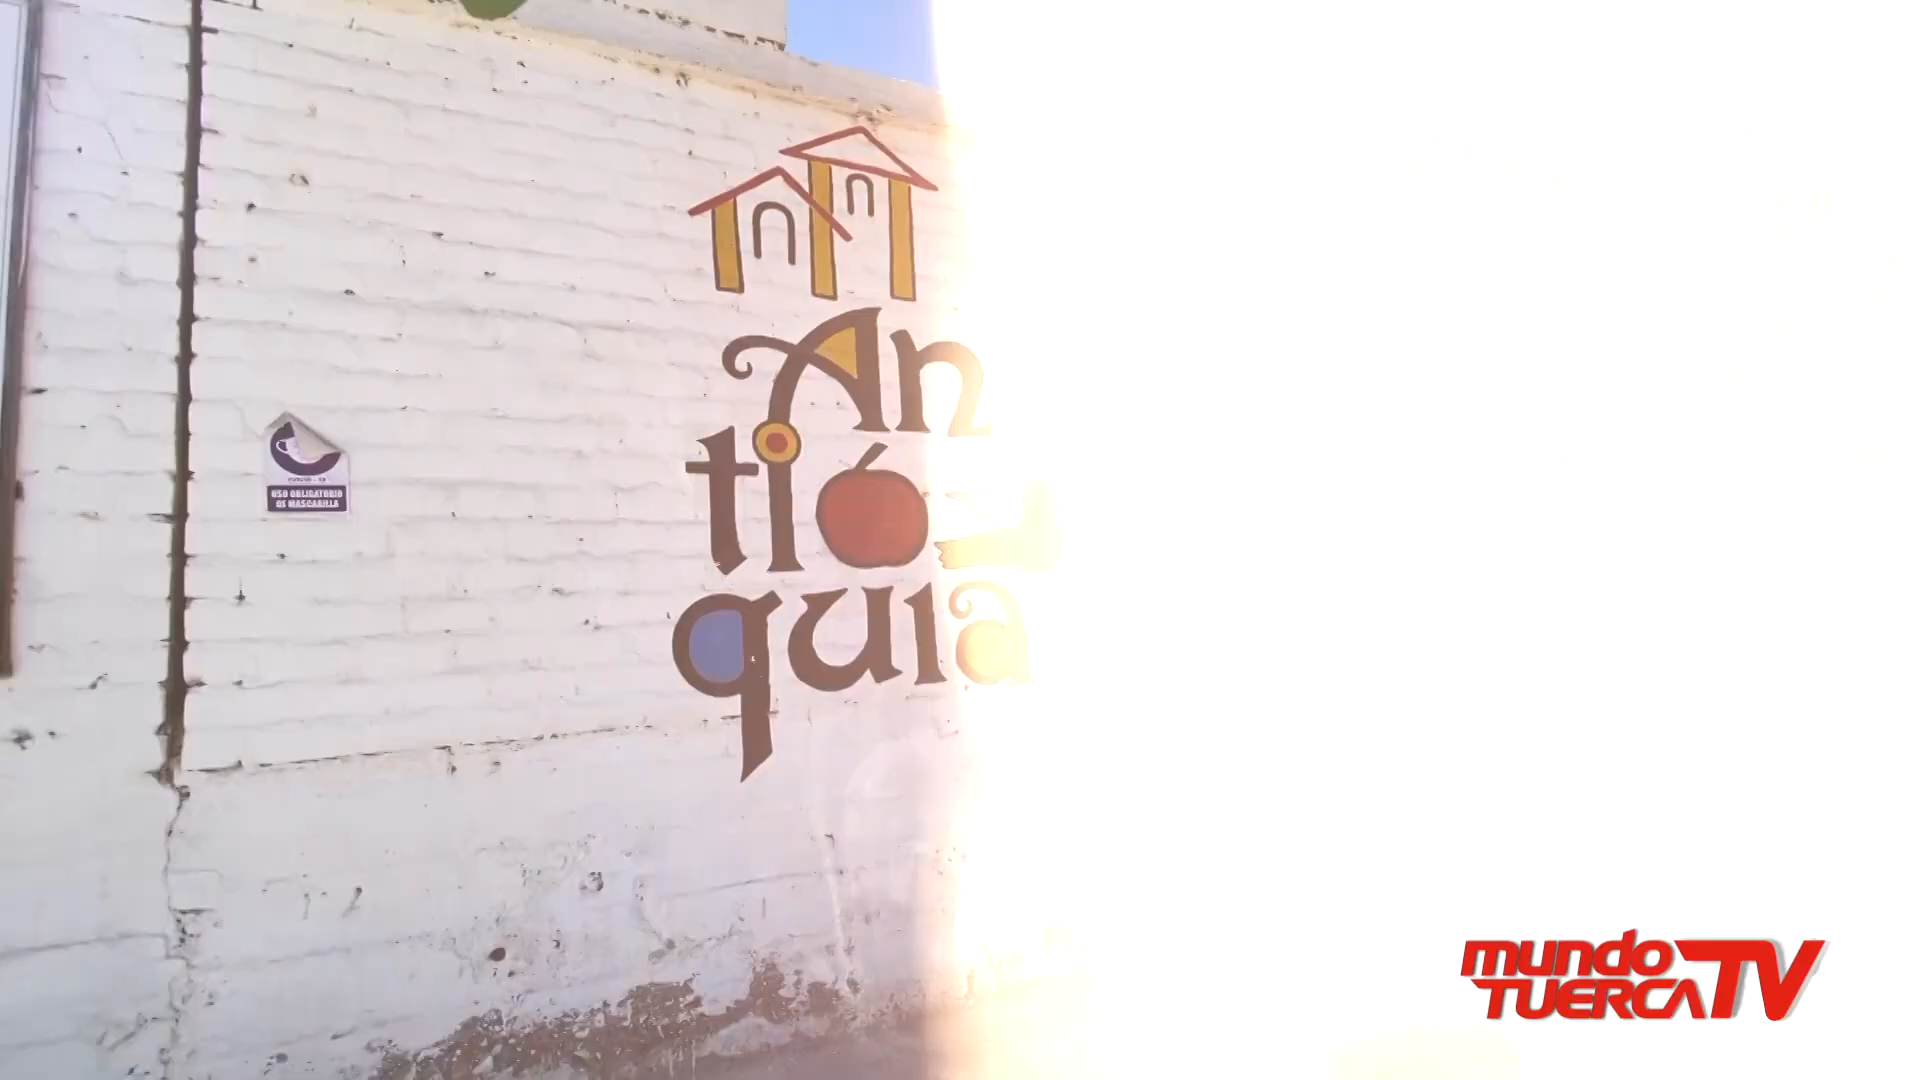 An
tió
quia
USO OBLIGATORIO
DE MASCARILLA
mundo
TUERCA TV